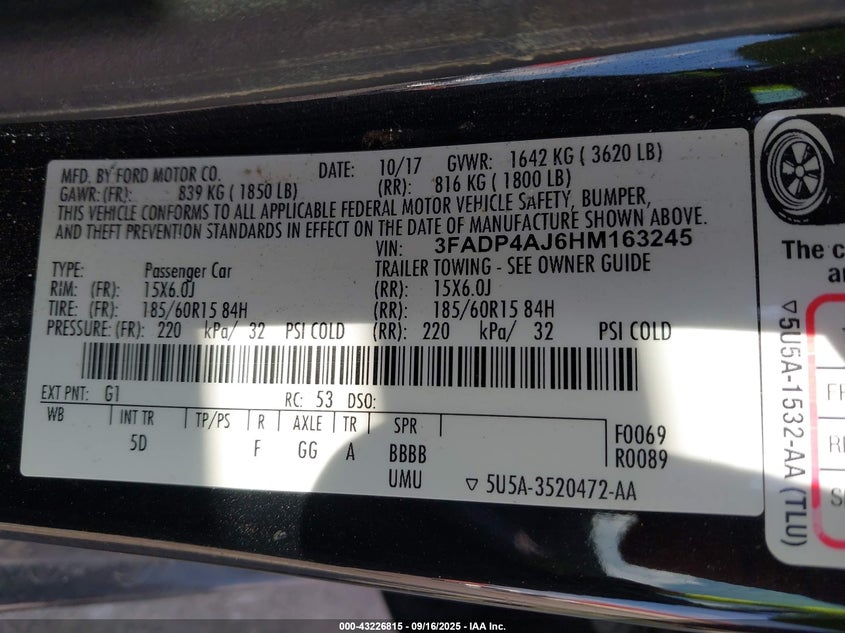 MFD. BY FORD MOTOR CO. DATE: 10/17 GVWR: 1642 KG ( 3620 LB)
GAWR: (FR): 839 KG ( 1850 LB) (RR): 816 KG ( 1800 LB)
THIS VEHICLE CONFORMS TO ALL APPLICABLE FEDERAL MOTOR VEHICLE SAFETY, BUMPER,
AND THEFT PREVENTION STANDARDS IN EFFECT ON THE DATE OF MANUFACTURE SHOWN ABOVE.
VIN: 3FADP4AJ6HM163245
TYPE: Passenger Car TRAILER TOWING - SEE OWNER GUIDE
RIM: (FR): 15X6.0J (RR): 15X6.0J
TIRE: (FR): 185/60R15 84H (RR): 185/60R15 84H
PRESSURE: (FR): 220 kPa/ 32 PSI COLD (RR): 220 kPa/ 32 PSI COLD
EXT PNT: G1 RC: 53 DSO:
WB INT TR TP/PS R AXLE TR SPR
5D F GG A BBBB
UMU
F0069
R0089
▽ 5U5A-3520472-AA
The c
an
▽5U5A-1532-AA (TLU)
FR
RE
S
000-43226815 - 09/16/2025 - IAA Inc.